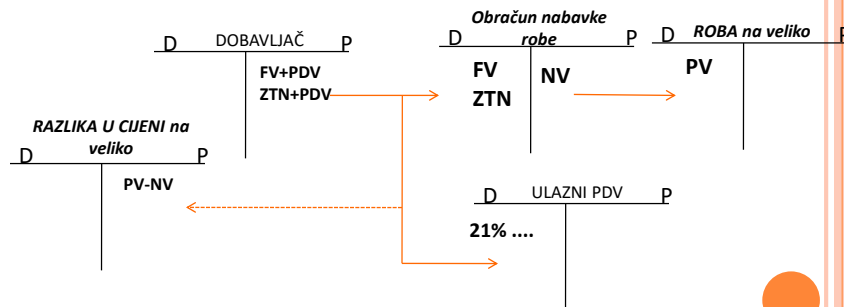 D DOBAVLJAČ
FV+PDV
ZTN+PDV
Obračun nabavke
D robe P
FV NV
ZTN
D ROBA na veliko P
PV
RAZLIKA U CIJENI na
D veliko P
PV-NV
D ULAZNI PDV P
21% ....